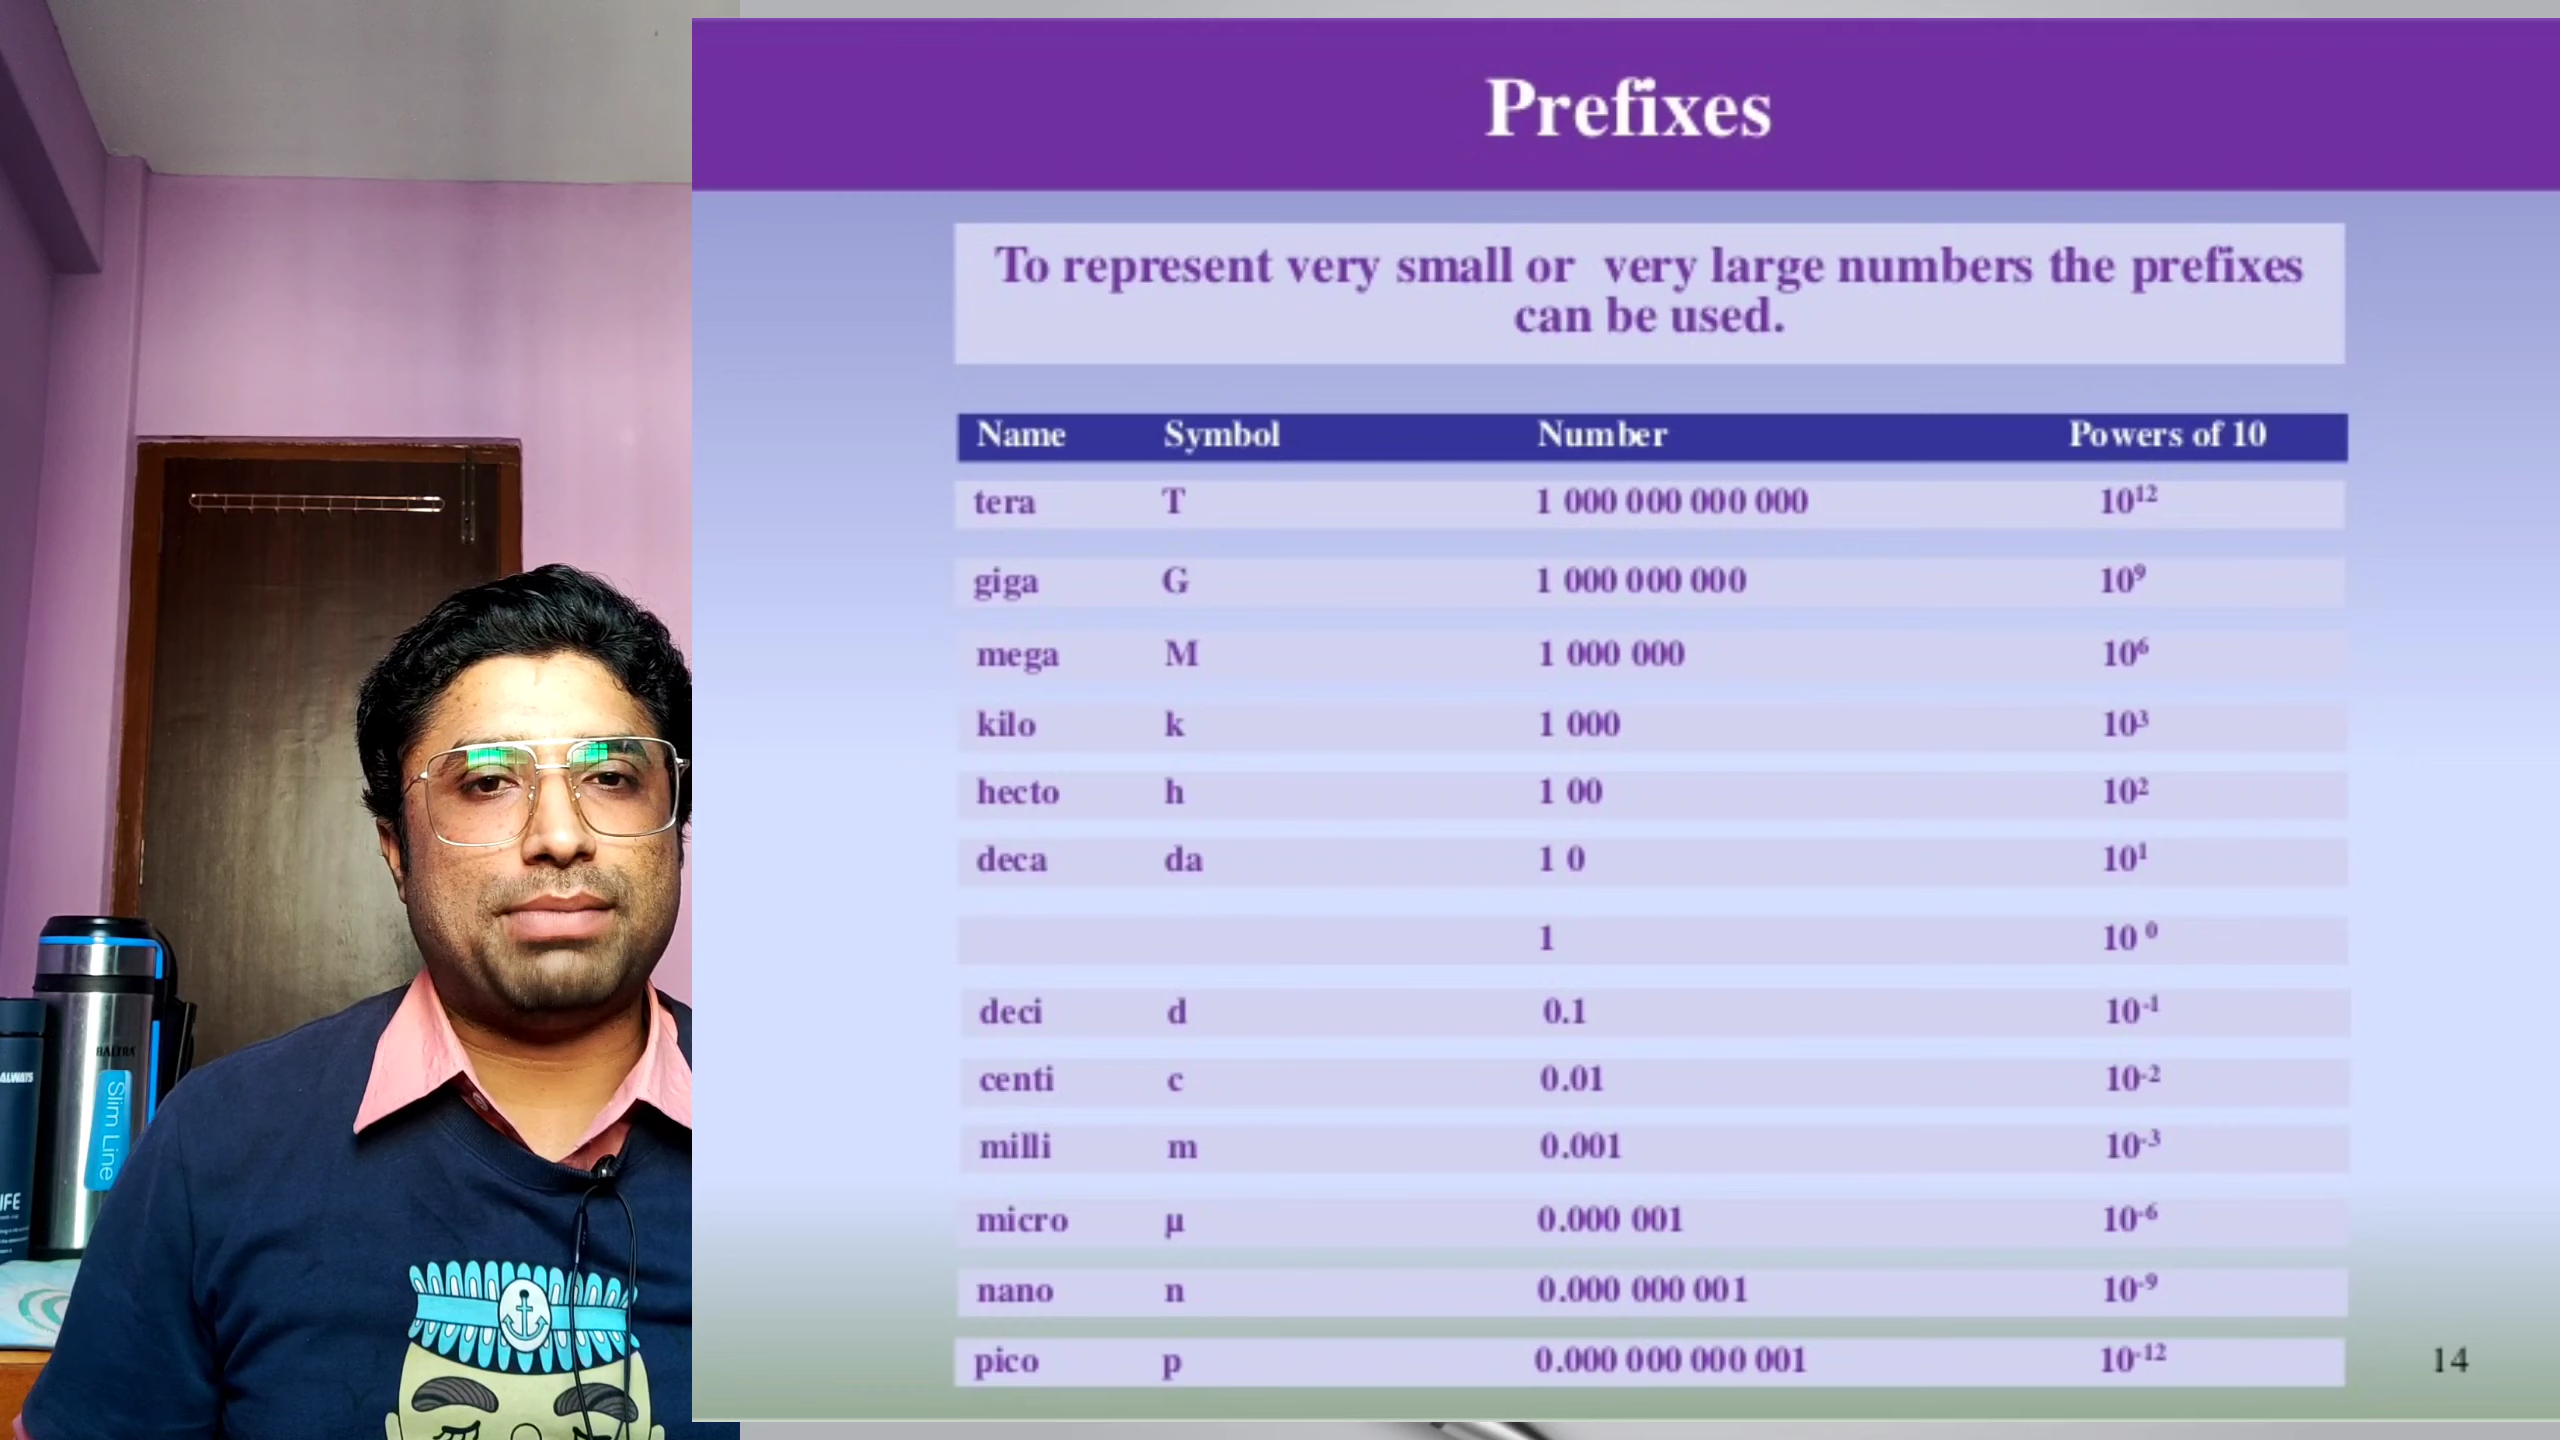 Prefixes
To represent very small or very large numbers the prefixes
can be used.
Name Symbol Number Powers of 10
tera T 1 000 000 000 000 10¹²
giga G 1 000 000 000 10⁹
mega M 1 000 000 10⁶
kilo k 1 000 10³
hecto h 1 00 10²
deca da 1 0 10¹
1 10 ⁰
deci d 0.1 10⁻¹
centi c 0.01 10⁻²
milli m 0.001 10⁻³
micro μ 0.000 001 10⁻⁶
nano n 0.000 000 001 10⁻⁹
pico p 0.000 000 000 001 10⁻¹²
14
BALTRA
Slim Line
ALWAYS
IFE